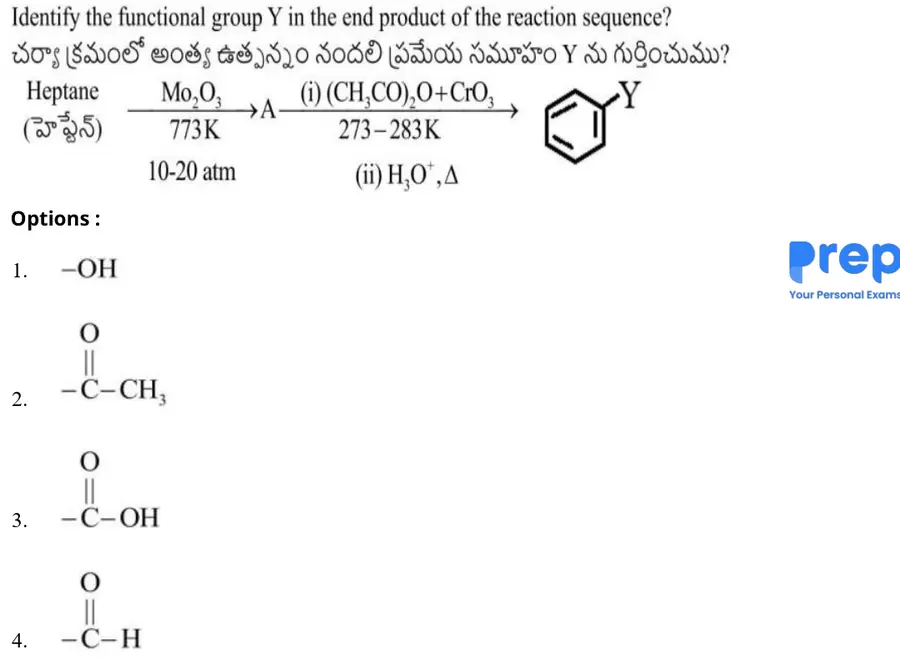 Identify the functional group Y in the end product of the reaction sequence?
చర్యా క్రమంలో అంత్య ఉత్పన్నం నందలి ప్రమేయ సమూహం Y ను గుర్తించుము?
Heptane
(హెప్టేన్)
Mo₂O₃
773K
10-20 atm
A
(i) (CH₃CO)₂O+CrO₃
273–283K
(ii) H₃O⁺, Δ
Y
Options :
1. –OH
2. –C–CH₃
O
||
3. –C–OH
O
||
4. –C–H
O
||
Prep
Your Personal Exams